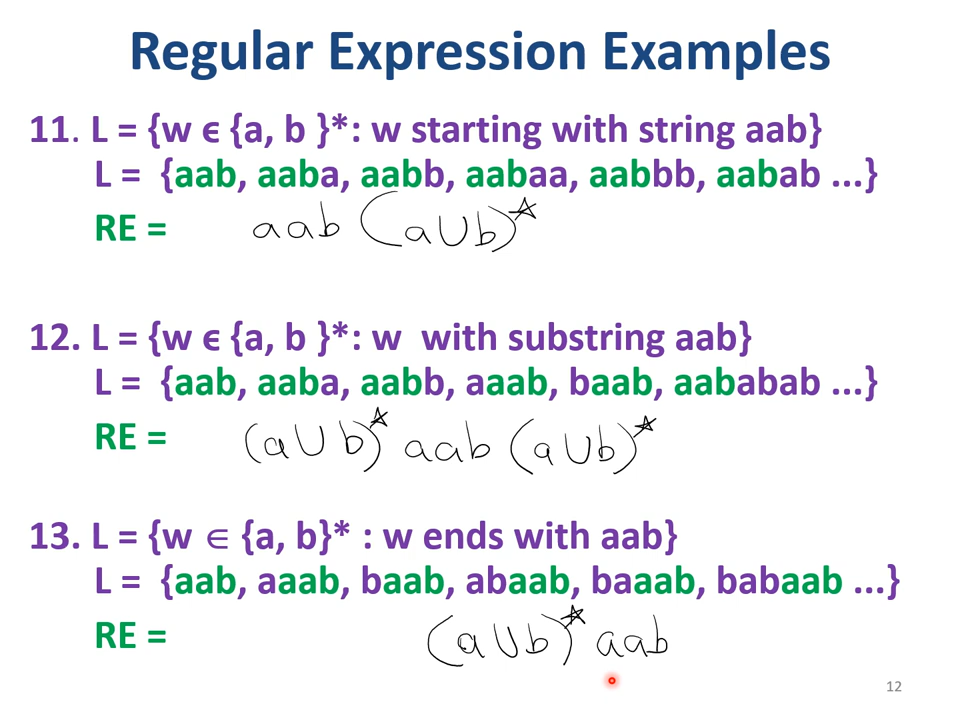 Regular Expression Examples
11. L = {w ϵ {a, b }*: w starting with string aab}
L = {aab, aaba, aabb, aabaa, aabbb, aabab ...}
RE = aab (a∪b)*
12. L = {w ϵ {a, b }*: w with substring aab}
L = {aab, aaba, aabb, aaab, baab, aababab ...}
RE = (a∪b)* aab (a∪b)*
13. L = {w ∈ {a, b}* : w ends with aab}
L = {aab, aaab, baab, abaab, baaab, babaab ...}
RE = (a∪b)* aab
12